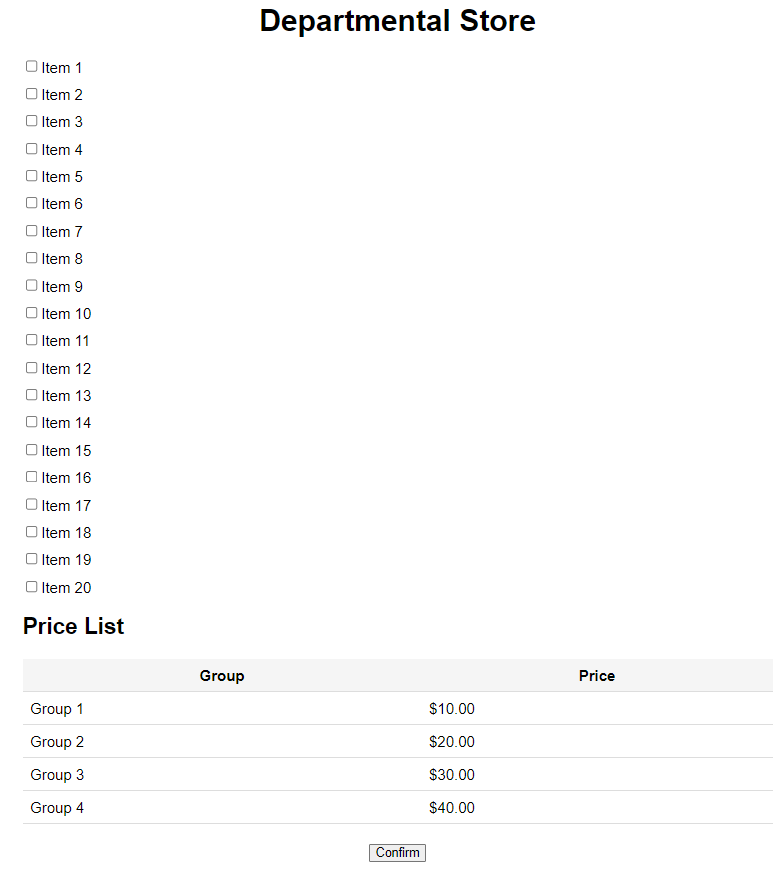 Departmental Store
Item 1
Item 2
Item 3
Item 4
Item 5
Item 6
Item 7
Item 8
Item 9
Item 10
Item 11
Item 12
Item 13
Item 14
Item 15
Item 16
Item 17
Item 18
Item 19
Item 20
Price List
Group Price
Group 1 $10.00
Group 2 $20.00
Group 3 $30.00
Group 4 $40.00
Confirm